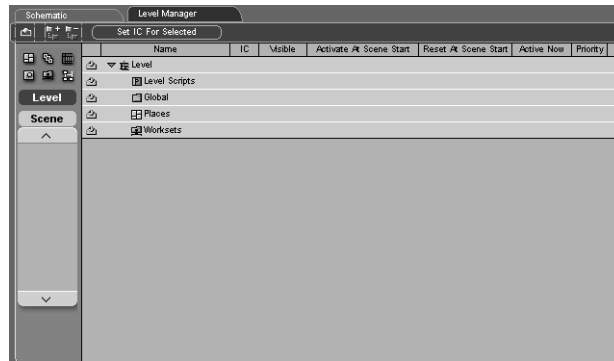 Schematic Level Manager
Set IC For Selected
Name IC Visible Activate At Scene Start Reset At Scene Start Active Now Priority
Level
Level Scripts
Global
Places
Worksets
Level
Scene